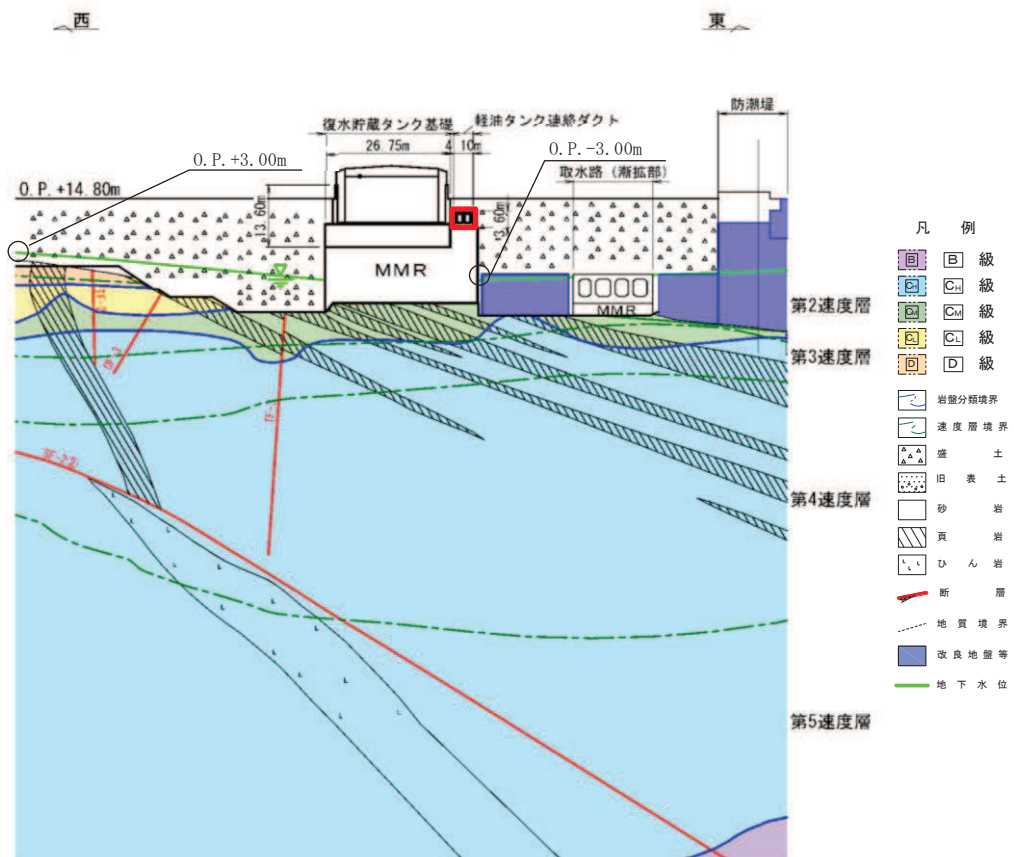 西
東
防潮堤
復水貯蔵タンク基礎
軽油タンク連絡ダクト
26.75m
4.10m
O.P.+3.00m
O.P.-3.00m
取水路(漸拡部)
O.P.+14.80m
13.60m
3.60m
MMR
MMR
第2速度層
第3速度層
第4速度層
第5速度層
凡 例
B B 級
CH CH 級
CM CM 級
CL CL 級
D D 級
岩盤分類境界
速度層境界
盛 土
旧 表 土
砂 岩
頁 岩
ひ ん 岩
断 層
地 質 境 界
改 良 地 盤 等
地 下 水 位